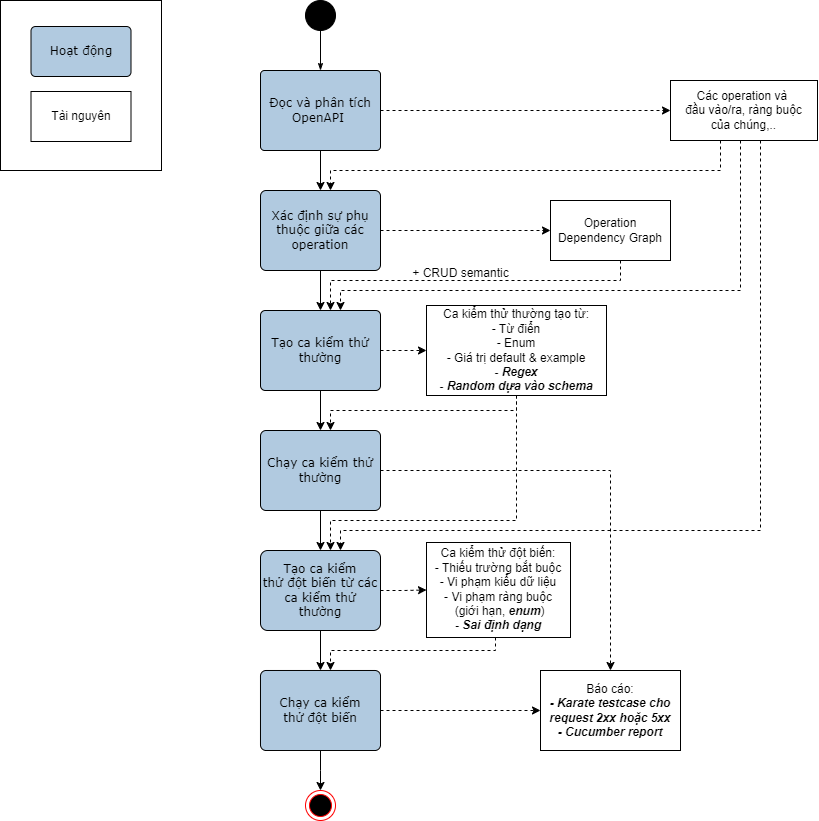 Hoạt động
Tài nguyên
Đọc và phân tích
OpenAPI
Các operation và
đầu vào/ra, ràng buộc
của chúng,..
Xác định sự phụ
thuộc giữa các
operation
Operation
Dependency Graph
+ CRUD semantic
Tạo ca kiểm thử
thường
Ca kiểm thử thường tạo từ:
- Từ điển
- Enum
- Giá trị default & example
- Regex
- Random dựa vào schema
Chạy ca kiểm thử
thường
Tạo ca kiểm
thử đột biến từ các
ca kiểm thử
thường
Ca kiểm thử đột biến:
- Thiếu trường bắt buộc
- Vi phạm kiểu dữ liệu
- Vi phạm ràng buộc
(giới hạn, enum)
- Sai định dạng
Chạy ca kiểm
thử đột biến
Báo cáo:
- Karate testcase cho
request 2xx hoặc 5xx
- Cucumber report